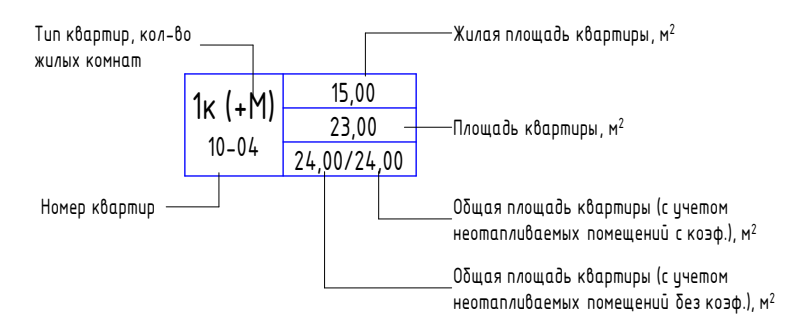 Тип квартир, кол-во
жилых комнат
Жилая площадь квартиры, м²
1к (+М)
10-04
15,00
23,00
24,00/24,00
Площадь квартиры, м²
Номер квартир
Общая площадь квартиры (с учетом
неотапливаемых помещений с коэф.), м²
Общая площадь квартиры (с учетом
неотапливаемых помещений без коэф.), м²